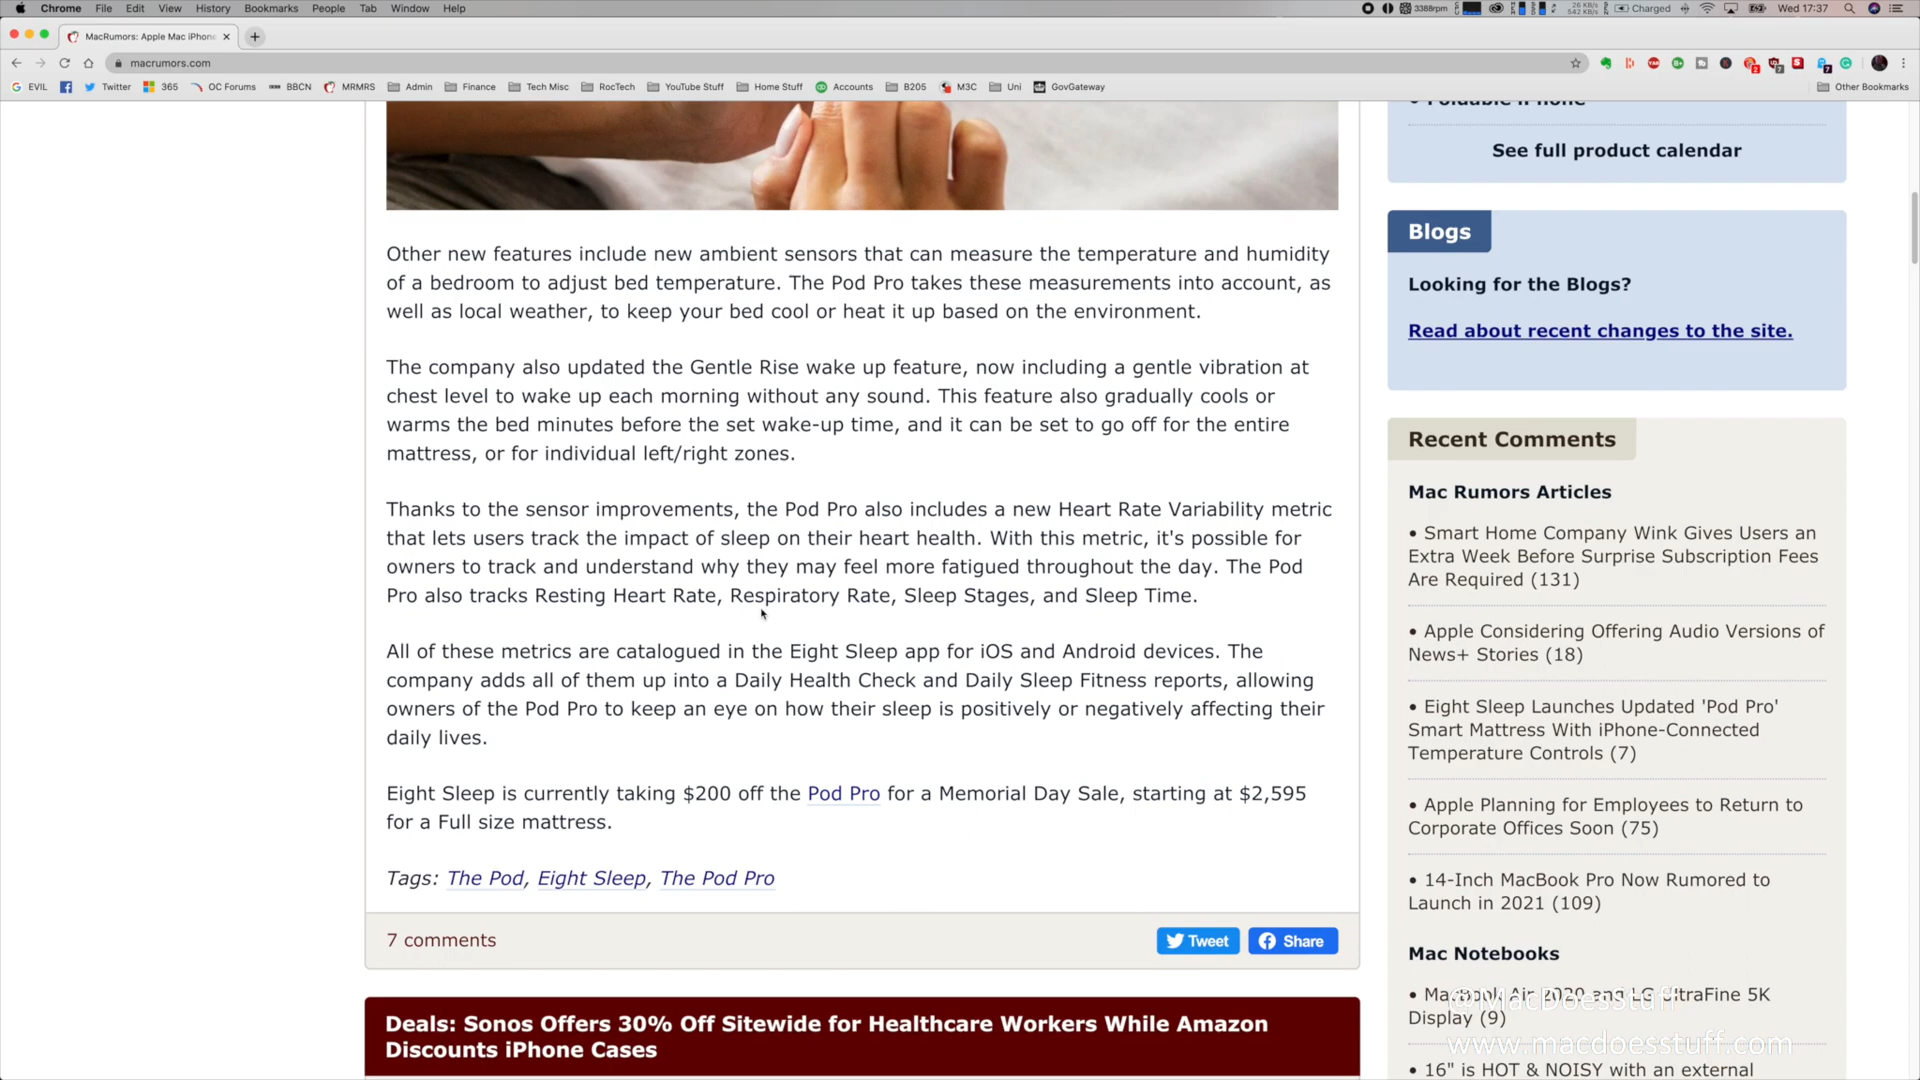 Chrome File Edit View History Bookmarks People Tab Window Help
3388rpm 26 KB/s 542 KB/s Charged Wed 17:37
MacRumors: Apple Mac iPhone
macrumors.com
EVIL Twitter 365 OC Forums BBCN MRMRS Admin Finance Tech Misc RocTech YouTube Stuff Home Stuff Accounts B205 M3C Uni GovGateway Other Bookmarks
Other new features include new ambient sensors that can measure the temperature and humidity
of a bedroom to adjust bed temperature. The Pod Pro takes these measurements into account, as
well as local weather, to keep your bed cool or heat it up based on the environment.
The company also updated the Gentle Rise wake up feature, now including a gentle vibration at
chest level to wake up each morning without any sound. This feature also gradually cools or
warms the bed minutes before the set wake-up time, and it can be set to go off for the entire
mattress, or for individual left/right zones.
Thanks to the sensor improvements, the Pod Pro also includes a new Heart Rate Variability metric
that lets users track the impact of sleep on their heart health. With this metric, it's possible for
owners to track and understand why they may feel more fatigued throughout the day. The Pod
Pro also tracks Resting Heart Rate, Respiratory Rate, Sleep Stages, and Sleep Time.
All of these metrics are catalogued in the Eight Sleep app for iOS and Android devices. The
company adds all of them up into a Daily Health Check and Daily Sleep Fitness reports, allowing
owners of the Pod Pro to keep an eye on how their sleep is positively or negatively affecting their
daily lives.
Eight Sleep is currently taking $200 off the Pod Pro for a Memorial Day Sale, starting at $2,595
for a Full size mattress.
Tags: The Pod, Eight Sleep, The Pod Pro
7 comments
Tweet
Share
Deals: Sonos Offers 30% Off Sitewide for Healthcare Workers While Amazon
Discounts iPhone Cases
• Foldable iPhone
See full product calendar
Blogs
Looking for the Blogs?
Read about recent changes to the site.
Recent Comments
Mac Rumors Articles
• Smart Home Company Wink Gives Users an
Extra Week Before Surprise Subscription Fees
Are Required (131)
• Apple Considering Offering Audio Versions of
News+ Stories (18)
• Eight Sleep Launches Updated 'Pod Pro'
Smart Mattress With iPhone-Connected
Temperature Controls (7)
• Apple Planning for Employees to Return to
Corporate Offices Soon (75)
• 14-Inch MacBook Pro Now Rumored to
Launch in 2021 (109)
Mac Notebooks
• MacBook Air 2020 and LG UltraFine 5K
Display (9)
• 16" is HOT & NOISY with an external
@MacDoesStuff
www.macdoesstuff.com